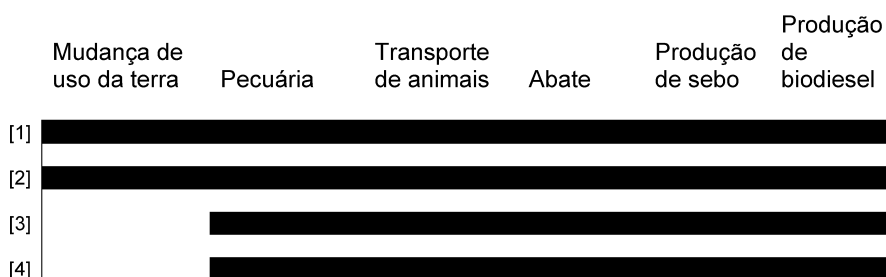 Mudança de
uso da terra
Pecuária
Transporte
de animais
Abate
Produção
de sebo
Produção
de
biodiesel
[1]
[2]
[3]
[4]